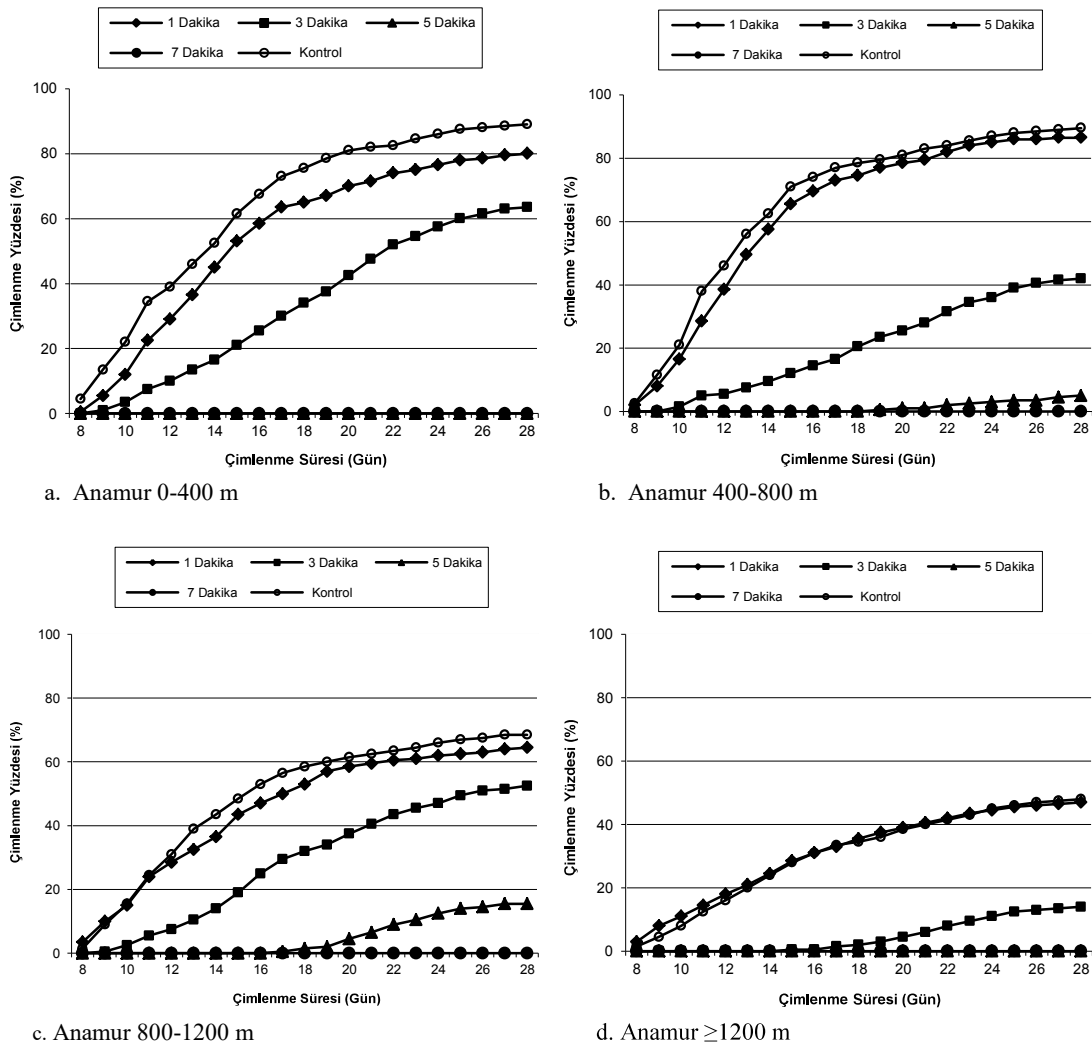 1 Dakika 3 Dakika 5 Dakika
7 Dakika Kontrol
100
80
60
40
20
0
Çimlenme Yüzdesi (%)
8 10 12 14 16 18 20 22 24 26 28
Çimlenme Süresi (Gün)
a. Anamur 0-400 m
1 Dakika 3 Dakika 5 Dakika
7 Dakika Kontrol
100
80
60
40
20
0
Çimlenme Yüzdesi (%)
8 10 12 14 16 18 20 22 24 26 28
Çimlenme Süresi (Gün)
b. Anamur 400-800 m
1 Dakika 3 Dakika 5 Dakika
7 Dakika Kontrol
100
80
60
40
20
0
Çimlenme Yüzdesi (%)
8 10 12 14 16 18 20 22 24 26 28
Çimlenme Süresi (Gün)
c. Anamur 800-1200 m
1 Dakika 3 Dakika 5 Dakika
7 Dakika Kontrol
100
80
60
40
20
0
Çimlenme Yüzdesi (%)
8 10 12 14 16 18 20 22 24 26 28
Çimlenme Süresi (Gün)
d. Anamur ≥1200 m